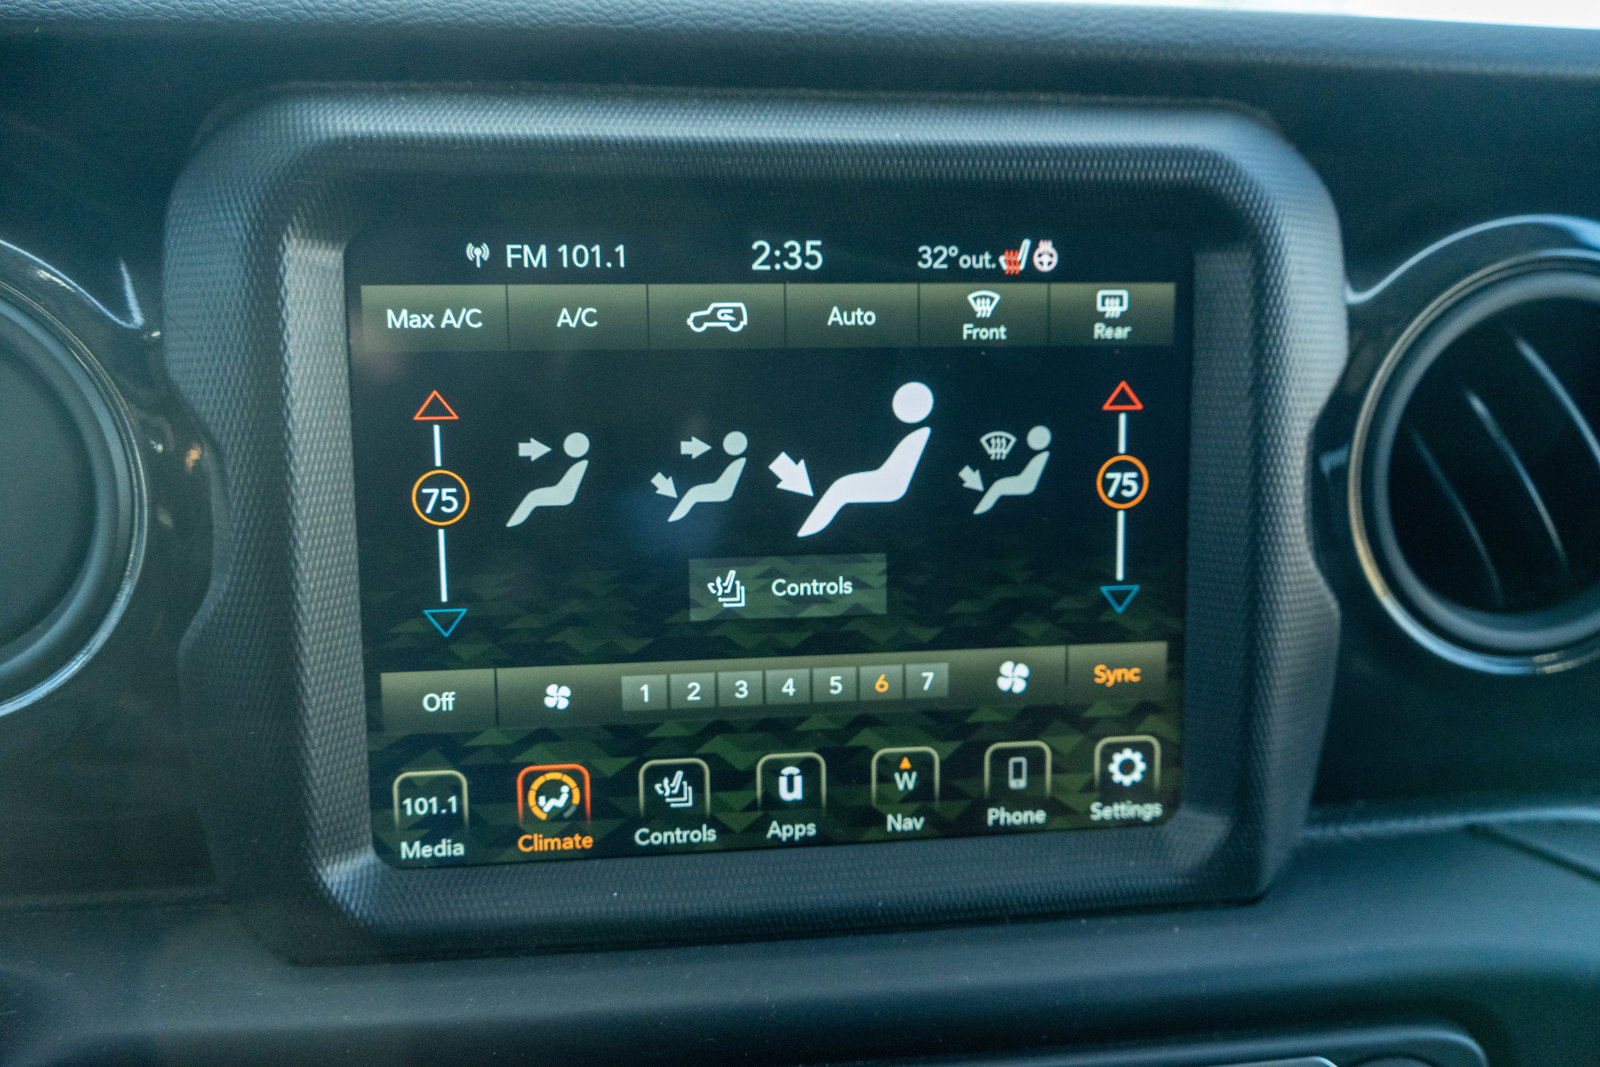 FM 101.1 2:35 32°out.
Max A/C A/C Auto Front Rear
75 75
Controls
Off 1 2 3 4 5 6 7 Sync
101.1 ü W
Media Climate Controls Apps Nav Phone Settings